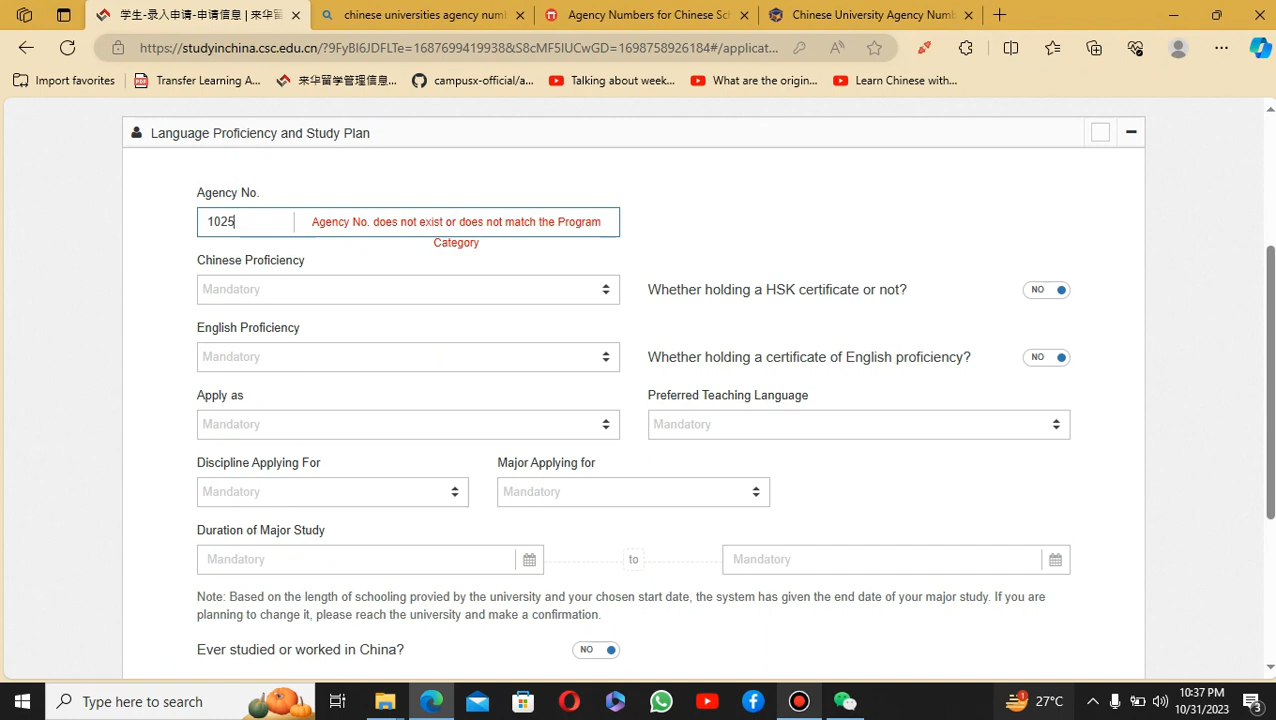 学生-录入申请-申请信息 | 来华留
chinese universities agency num
Agency Numbers for Chinese Sch
Chinese University Agency Numb
https://studyinchina.csc.edu.cn/?9FyBl6JDFLTe=1687699419938&S8cMF5IUCwGD=1698758926184#/applicat...
Import favorites
Transfer Learning A...
来华留学管理信息...
campusx-official/a...
Talking about week...
What are the origin...
Learn Chinese with...
Language Proficiency and Study Plan
Agency No.
1025
Agency No. does not exist or does not match the Program
Category
Chinese Proficiency
Mandatory
Whether holding a HSK certificate or not?
NO
English Proficiency
Mandatory
Whether holding a certificate of English proficiency?
NO
Apply as
Preferred Teaching Language
Mandatory
Mandatory
Discipline Applying For
Major Applying for
Mandatory
Mandatory
Duration of Major Study
Mandatory
to
Mandatory
Note: Based on the length of schooling provied by the university and your chosen start date, the system has given the end date of your major study. If you are
planning to change it, please reach the university and make a confirmation.
Ever studied or worked in China?
NO
Type here to search
27°C
10:37 PM
10/31/2023
3